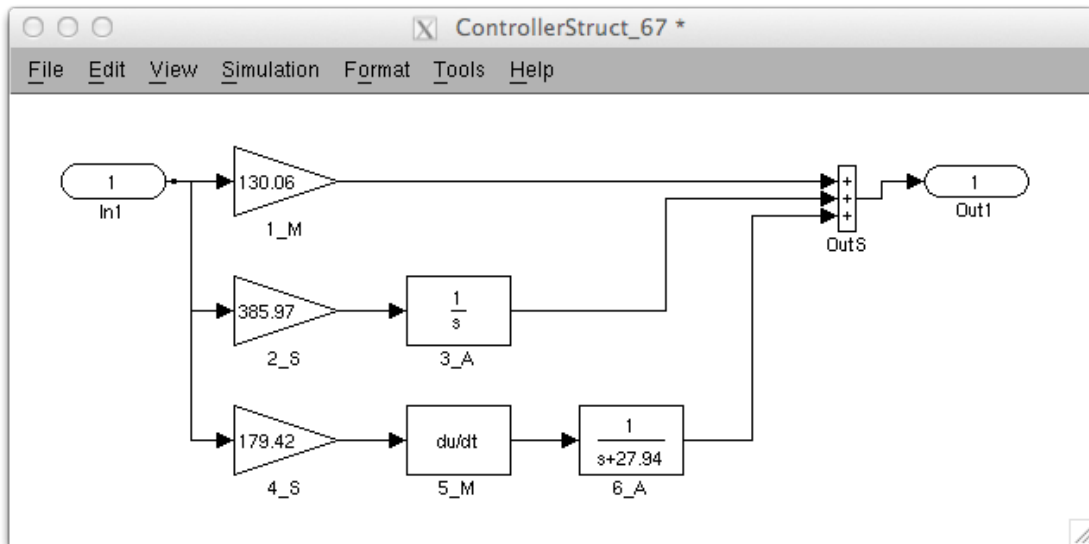 ControllerStruct_67 *
File Edit View Simulation Format Tools Help
1
In1
130.06
1_M
+
+
+
OutS
1
Out1
385.97
2_S
1
s
3_A
179.42
4_S
du/dt
5_M
1
s+27.94
6_A